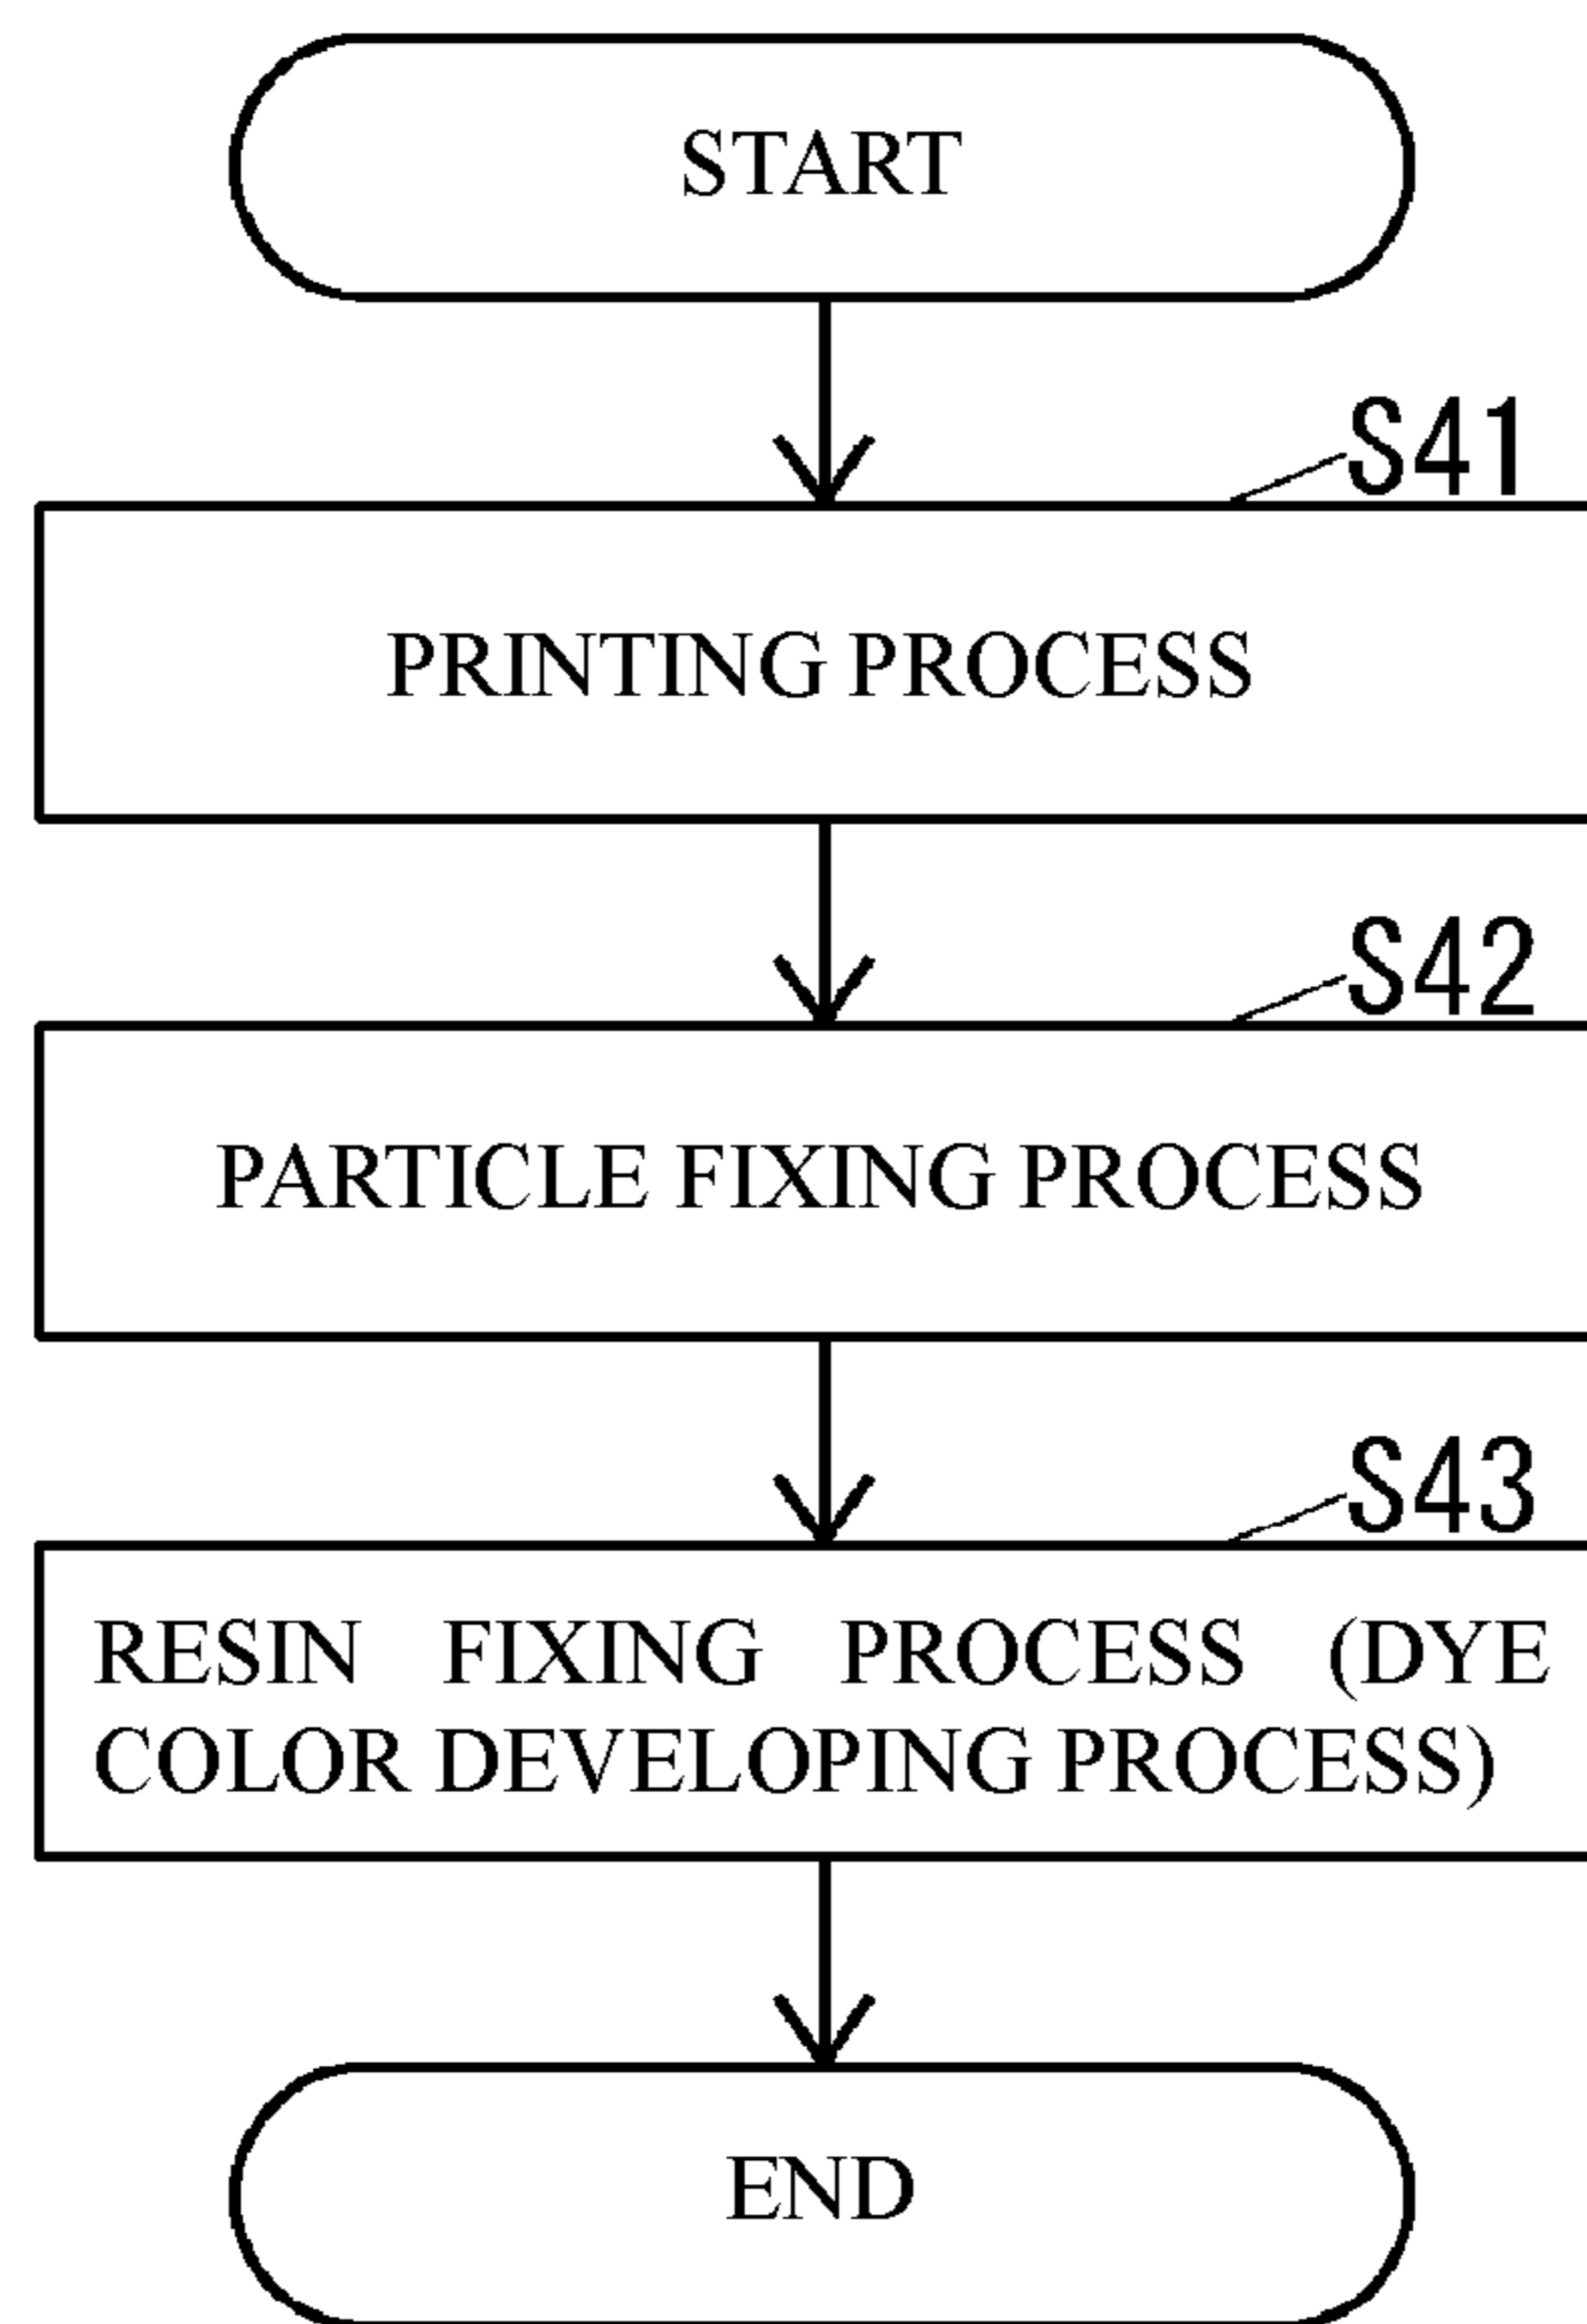 START
S41
PRINTING PROCESS
S42
PARTICLE FIXING PROCESS
S43
RESIN FIXING PROCESS (DYE
COLOR DEVELOPING PROCESS)
END